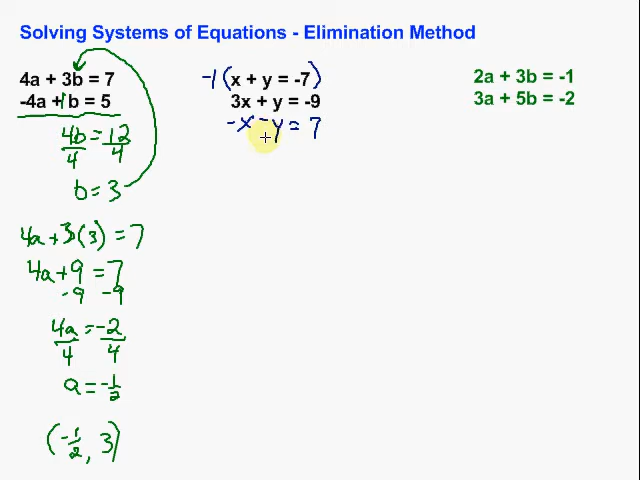 Solving Systems of Equations - Elimination Method
4a + 3b = 7
-4a + 1b = 5
4b = 12
4 4
b = 3
4a + 3(3) = 7
4a + 9 = 7
-9 -9
4a = -2
4 4
a = -1/2
(-1/2, 3)
-1(x + y = -7)
3x + y = -9
-x - y = 7
2a + 3b = -1
3a + 5b = -2